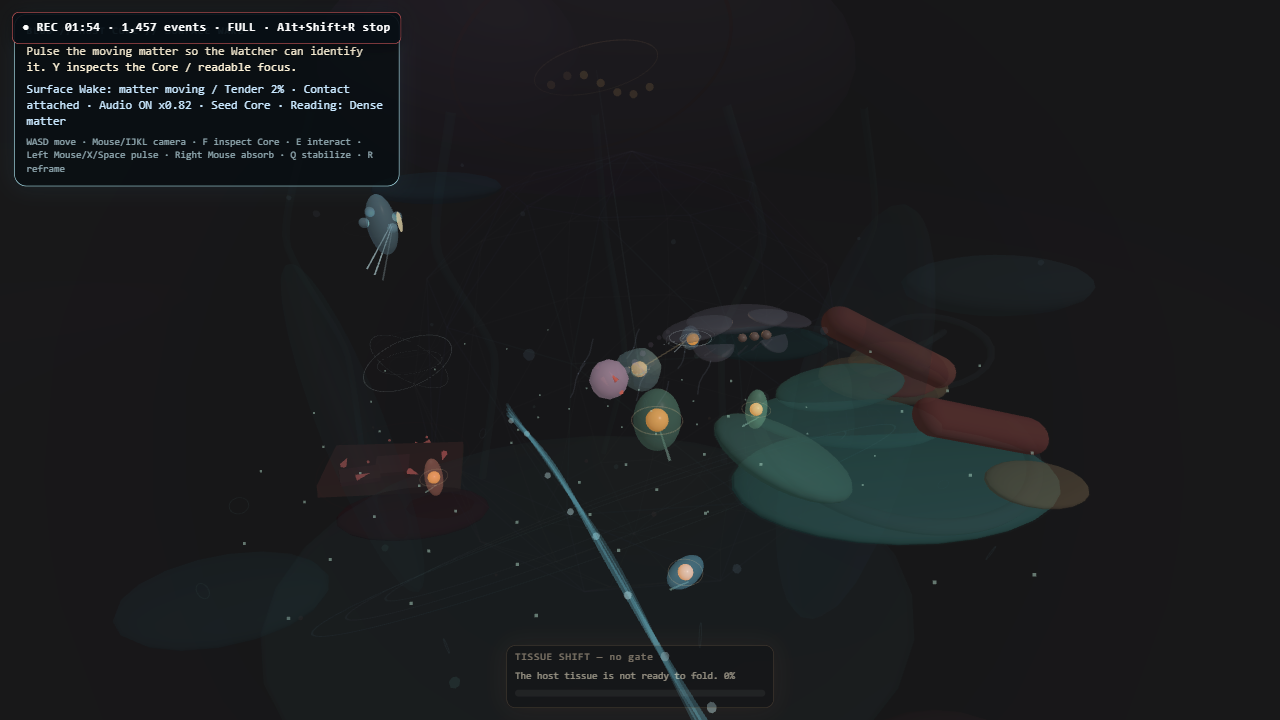 ● REC 01:54 · 1,457 events · FULL · Alt+Shift+R stop
Pulse the moving matter so the Watcher can identify
it. Y inspects the Core / readable focus.
Surface Wake: matter moving / Tender 2% · Contact
attached · Audio ON x0.82 · Seed Core · Reading: Dense
matter
WASD move · Mouse/IJKL camera · F inspect Core · E interact ·
Left Mouse/X/Space pulse · Right Mouse absorb · Q stabilize · R
reframe
TISSUE SHIFT — no gate
The host tissue is not ready to fold. 0%